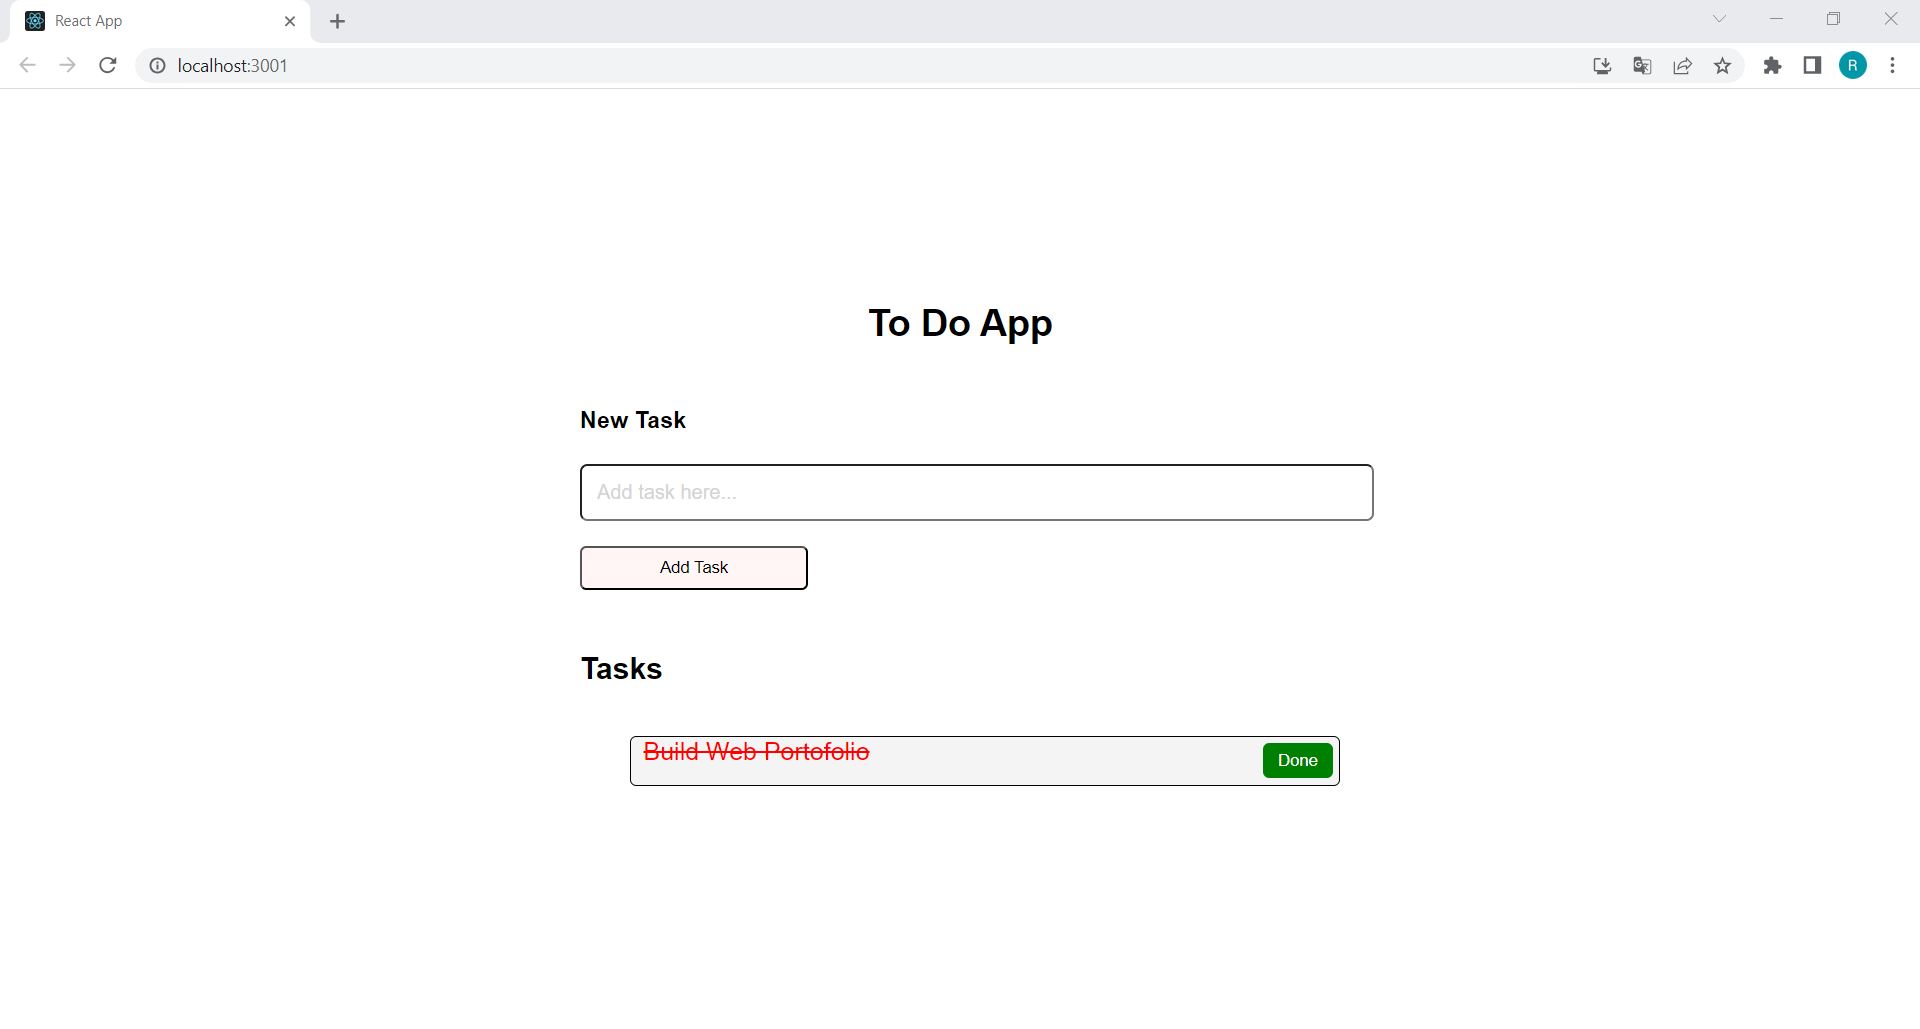 React App
localhost:3001
R
To Do App
New Task
Add task here...
Add Task
Tasks
Build Web Portofolio
Done